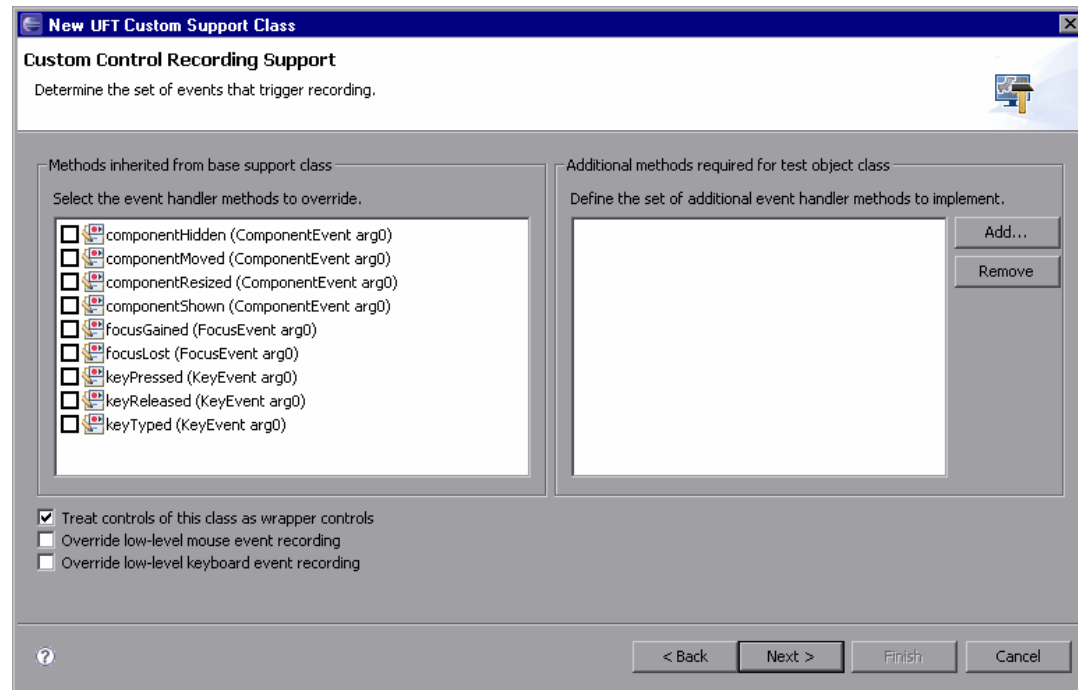 New UFT Custom Support Class
Custom Control Recording Support
Determine the set of events that trigger recording.
Methods inherited from base support class
Select the event handler methods to override.
componentHidden (ComponentEvent arg0)
componentMoved (ComponentEvent arg0)
componentResized (ComponentEvent arg0)
componentShown (ComponentEvent arg0)
focusGained (FocusEvent arg0)
focusLost (FocusEvent arg0)
keyPressed (KeyEvent arg0)
keyReleased (KeyEvent arg0)
keyTyped (KeyEvent arg0)
Additional methods required for test object class
Define the set of additional event handler methods to implement.
Add...
Remove
Treat controls of this class as wrapper controls
Override low-level mouse event recording
Override low-level keyboard event recording
?
< Back
Next >
Finish
Cancel